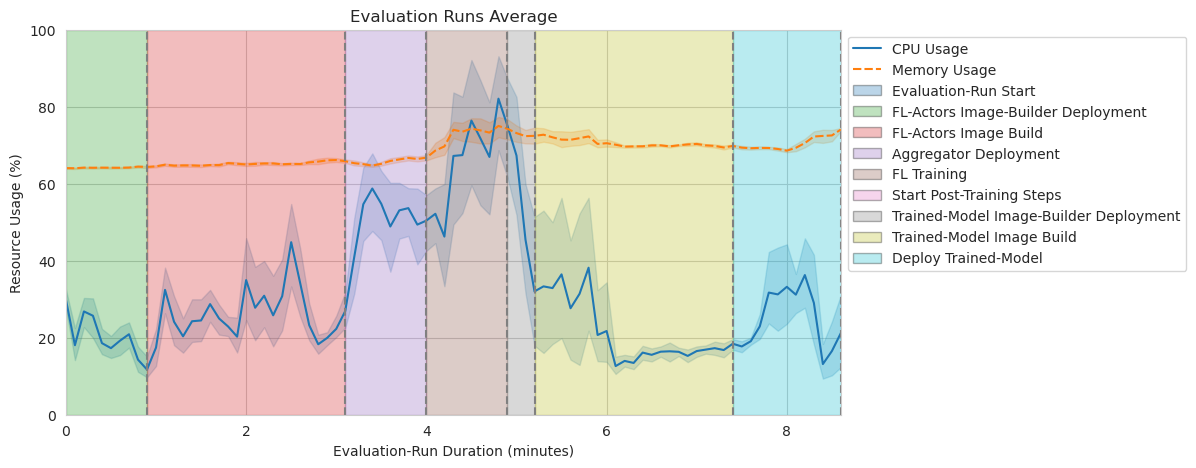 Evaluation Runs Average
Resource Usage (%)
100
80
60
40
20
0
0 2 4 6 8
Evaluation-Run Duration (minutes)
CPU Usage
Memory Usage
Evaluation-Run Start
FL-Actors Image-Builder Deployment
FL-Actors Image Build
Aggregator Deployment
FL Training
Start Post-Training Steps
Trained-Model Image-Builder Deployment
Trained-Model Image Build
Deploy Trained-Model